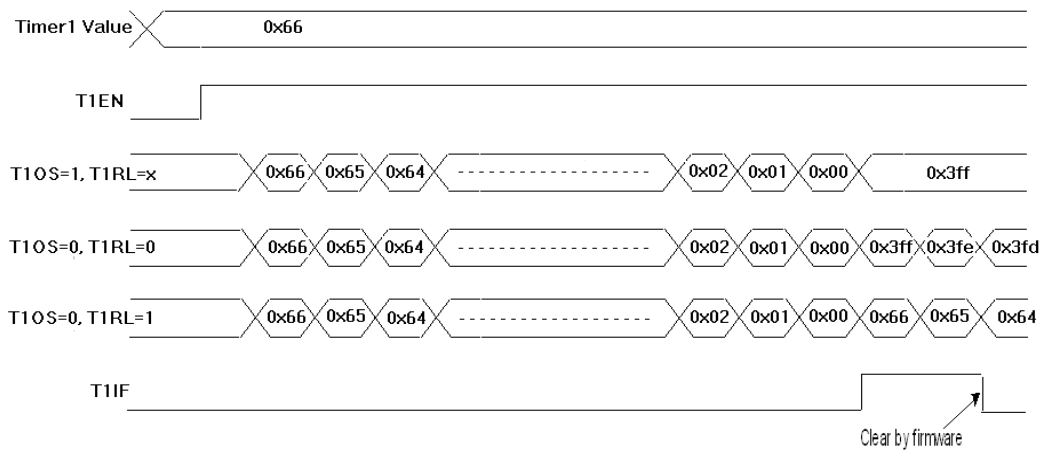 Timer1 Value 0x66
T1EN
T1OS=1, T1RL=x 0x66 0x65 0x64 0x02 0x01 0x00 0x3ff
T1OS=0, T1RL=0 0x66 0x65 0x64 0x02 0x01 0x00 0x3ff 0x3fe 0x3fd
T1OS=0, T1RL=1 0x66 0x65 0x64 0x02 0x01 0x00 0x66 0x65 0x64
T1IF
Clear by firmware